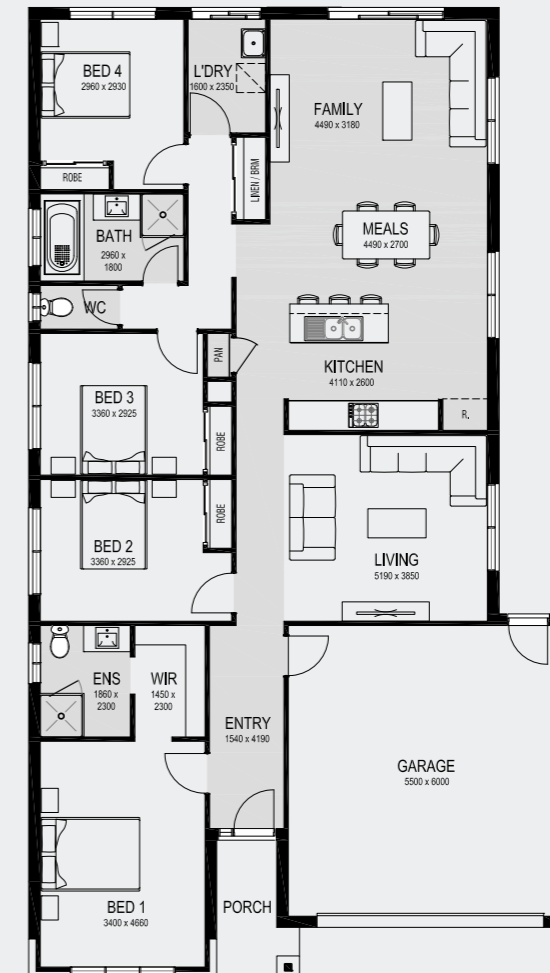 BED 4
2960 x 2930
L'DRY
1600 x 2350
FAMILY
4490 x 3180
ROBE
LINEN / BRM
BATH
2960 x
1800
MEALS
4490 x 2700
WC
PAN
KITCHEN
4110 x 2600
R.
BED 3
3360 x 2925
ROBE
ROBE
BED 2
3360 x 2925
LIVING
5190 x 3850
ENS
1860 x
2300
WIR
1450 x
2300
ENTRY
1540 x 4190
GARAGE
5500 x 6000
BED 1
3400 x 4660
PORCH